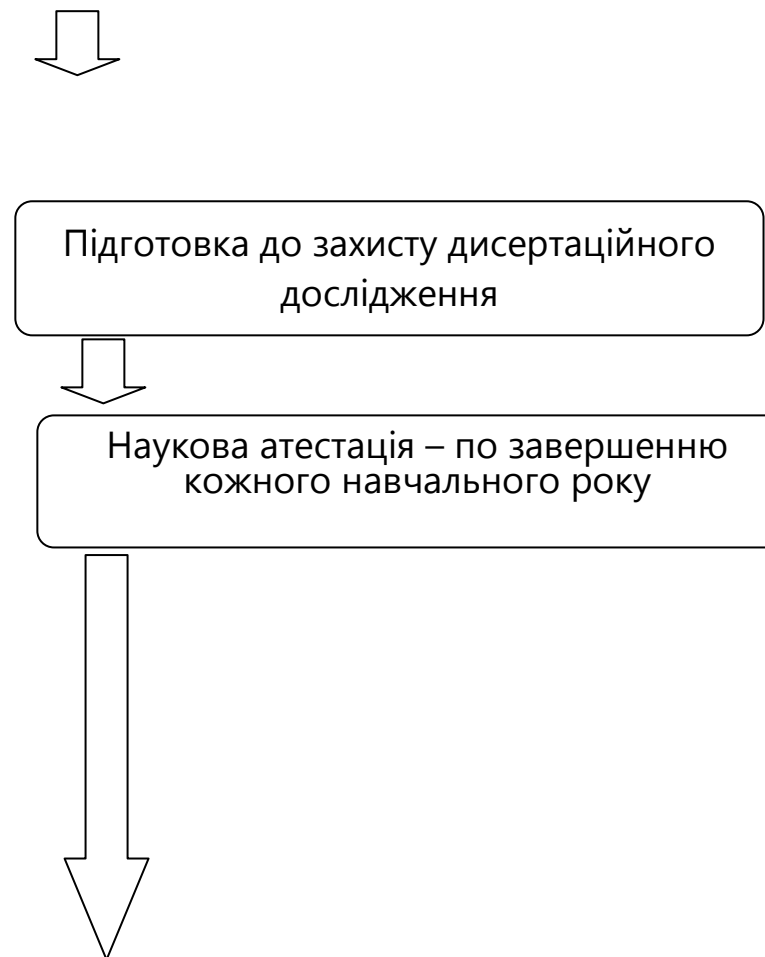 Підготовка до захисту дисертаційного
дослідження
Наукова атестація – по завершенню
кожного навчального року